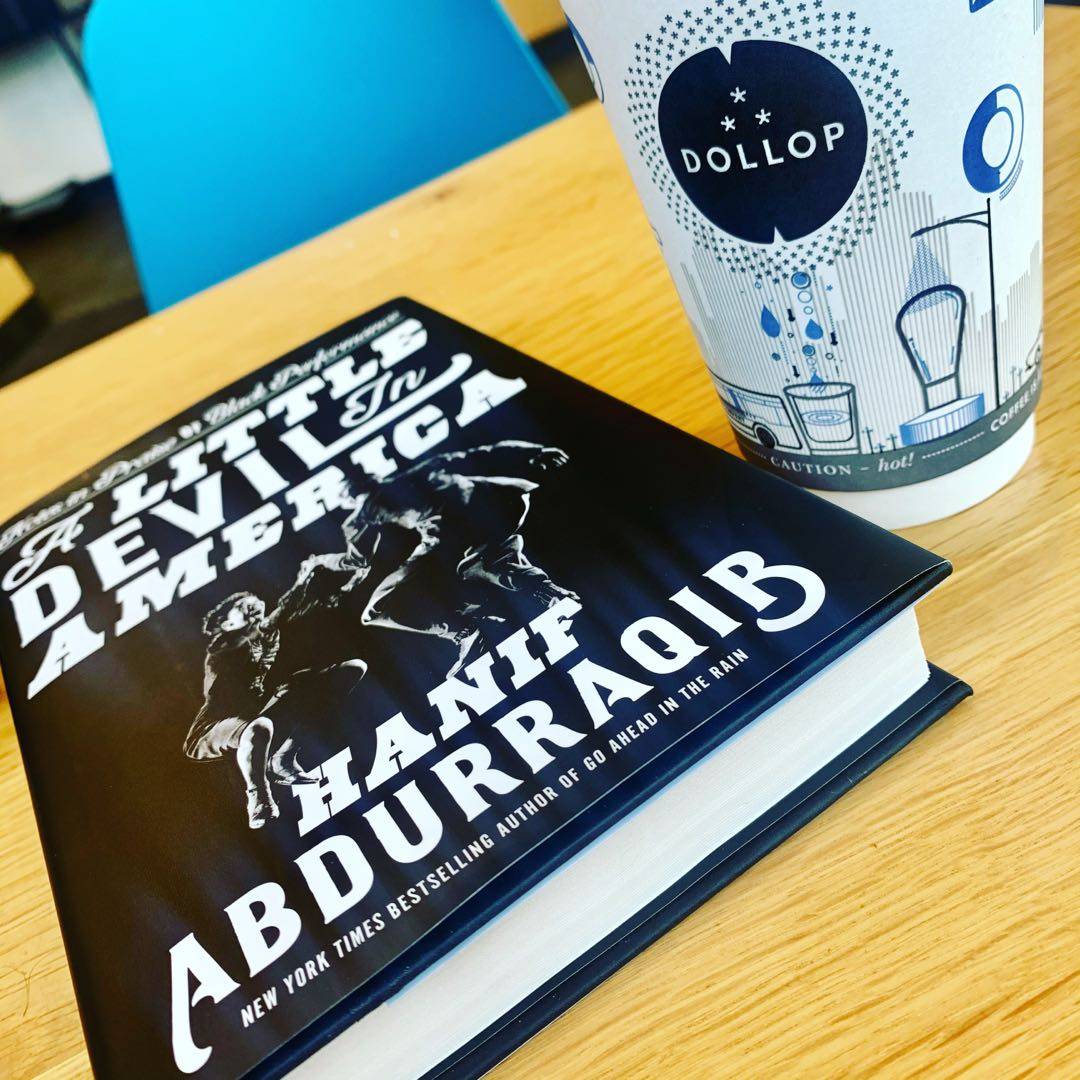 Notes in Praise of Black Performance
A LITTLE
DEVIL In
AMERICA
HANIF
ABDURRAQIB
NEW YORK TIMES BESTSELLING AUTHOR OF GO AHEAD IN THE RAIN
DOLLOP
CAUTION – hot!
COFFEE